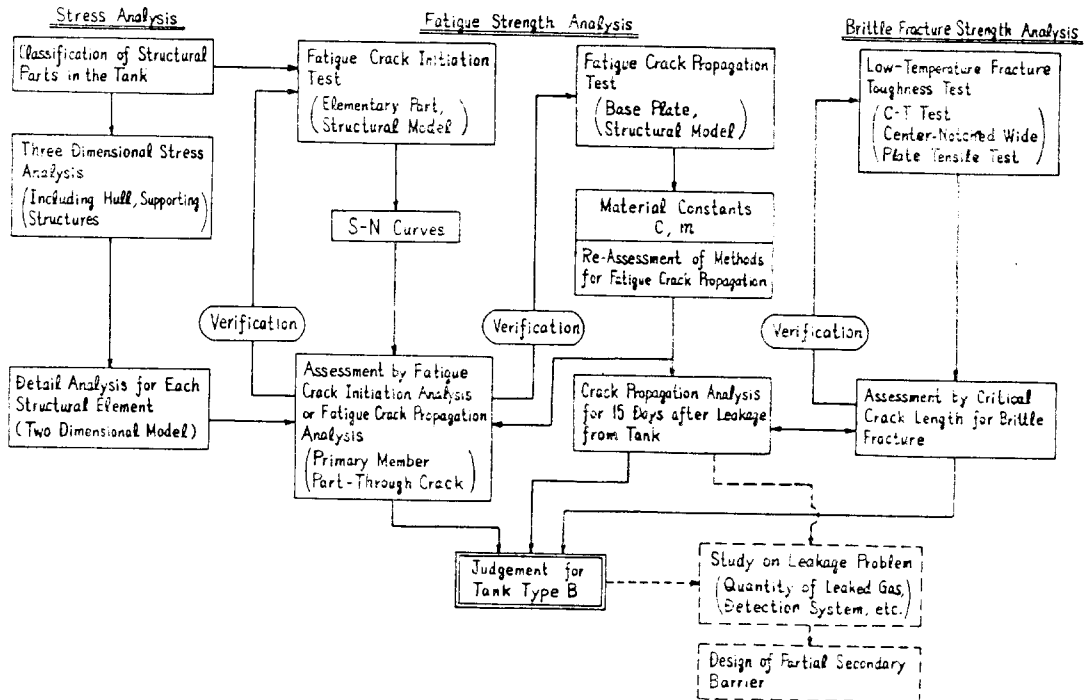 Stress Analysis
Classification of Structural
Parts in the Tank
Three Dimensional Stress
Analysis
(Including Hull, Supporting
Structures)
Detail Analysis for Each
Structural Element
(Two Dimensional Model)
Fatigue Strength Analysis
Fatigue Crack Initiation
Test
(Elementary Part,
Structural Model)
S-N Curves
Verification
Assessment by Fatigue
Crack Initiation Analysis
or Fatigue Crack Propagation
Analysis
(Primary Member
Part-Through Crack)
Fatigue Crack Propagation
Test
(Base Plate,
Structural Model)
Material Constants
C, m
Re-Assessment of Methods
for Fatigue Crack Propagation
Verification
Crack Propagation Analysis
for 15 Days after Leakage
from Tank
Brittle Fracture Strength Analysis
Low-Temperature Fracture
Toughness Test
(C-T Test
Center-Notched Wide
Plate Tensile Test)
Verification
Assessment by Critical
Crack Length for Brittle
Fracture
Judgement for
Tank Type B
Study on Leakage Problem
(Quantity of Leaked Gas,
Detection System, etc.)
Design of Partial Secondary
Barrier